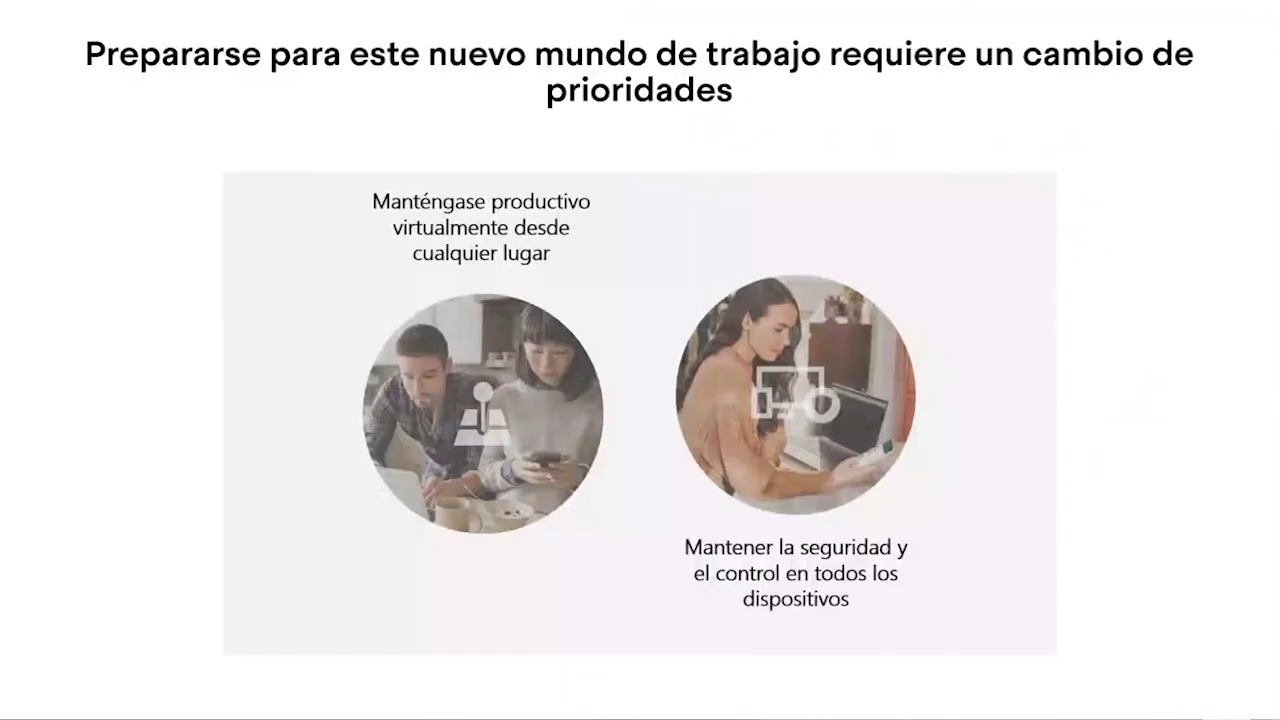 Prepararse para este nuevo mundo de trabajo requiere un cambio de
prioridades
Manténgase productivo
virtualmente desde
cualquier lugar
Mantener la seguridad y
el control en todos los
dispositivos